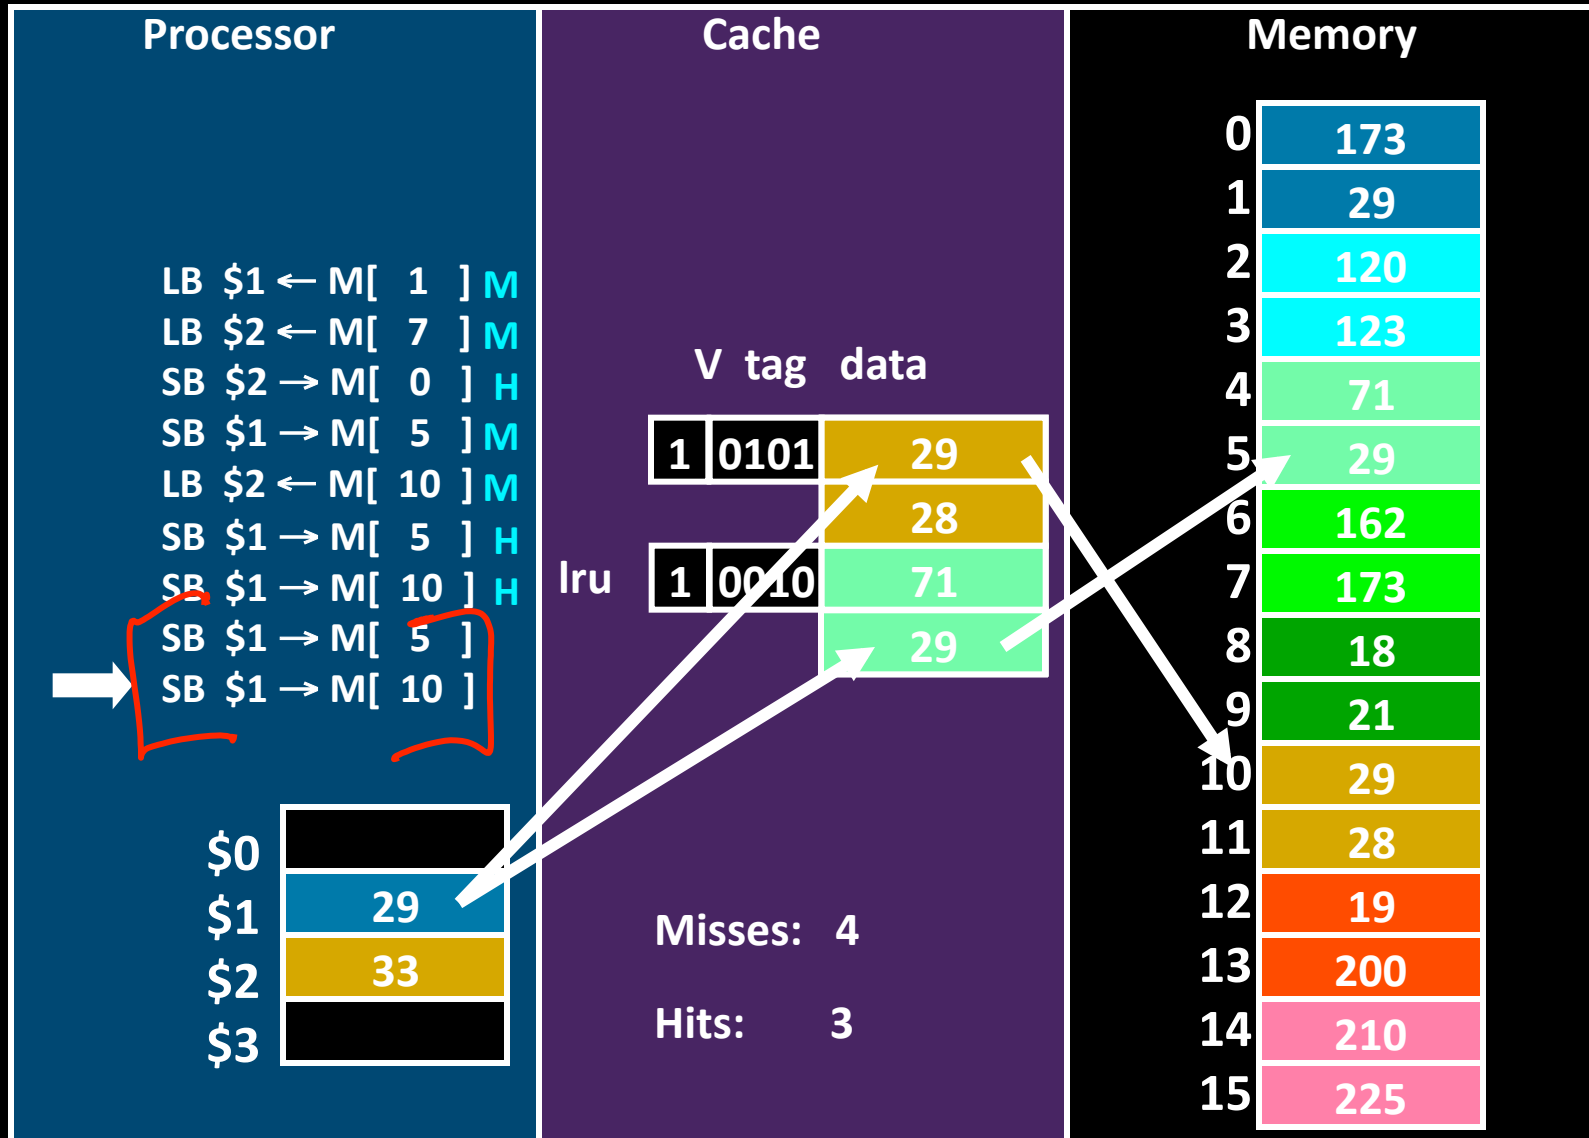 Processor
LB $1 ← M[ 1 ] M
LB $2 ← M[ 7 ] M
SB $2 → M[ 0 ] H
SB $1 → M[ 5 ] M
LB $2 ← M[ 10 ] M
SB $1 → M[ 5 ] H
SB $1 → M[ 10 ] H
SB $1 → M[ 5 ]
SB $1 → M[ 10 ]
$0
$1 29
$2 33
$3
Cache
V tag data
1 0101 29
28
lru 1 0010 71
29
Misses: 4
Hits: 3
Memory
0 173
1 29
2 120
3 123
4 71
5 29
6 162
7 173
8 18
9 21
10 29
11 28
12 19
13 200
14 210
15 225